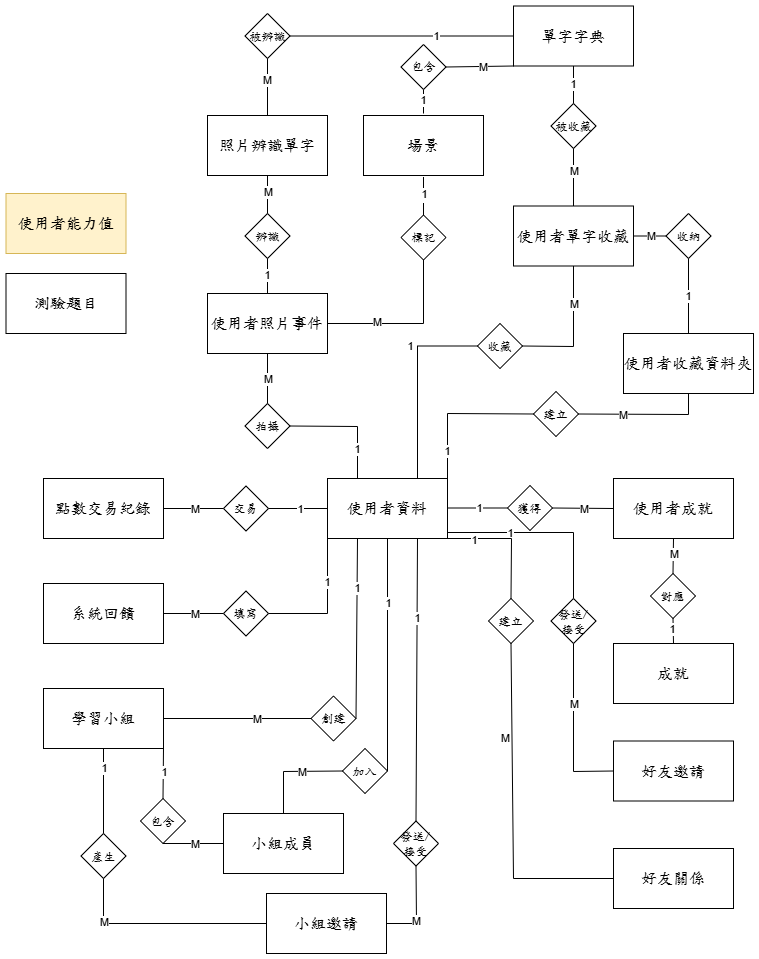 被辨識
1
單字字典
包含
M
M
1
1
被收藏
照片辨識單字
場景
M
M
1
使用者能力值
辨識
標記
使用者單字收藏
M
收納
1
測驗題目
使用者照片事件
M
M
1
1
收藏
使用者收藏資料夾
M
拍攝
1
1
建立
M
點數交易紀錄
M
交易
1
使用者資料
1
獲得
M
使用者成就
1
1
M
系統回饋
M
填寫
1
1
1
1
建立
發送/
接受
對應
1
成就
學習小組
M
創建
M
M
1
1
M
加入
好友邀請
包含
M
小組成員
發送/
接受
產生
好友關係
M
小組邀請
M